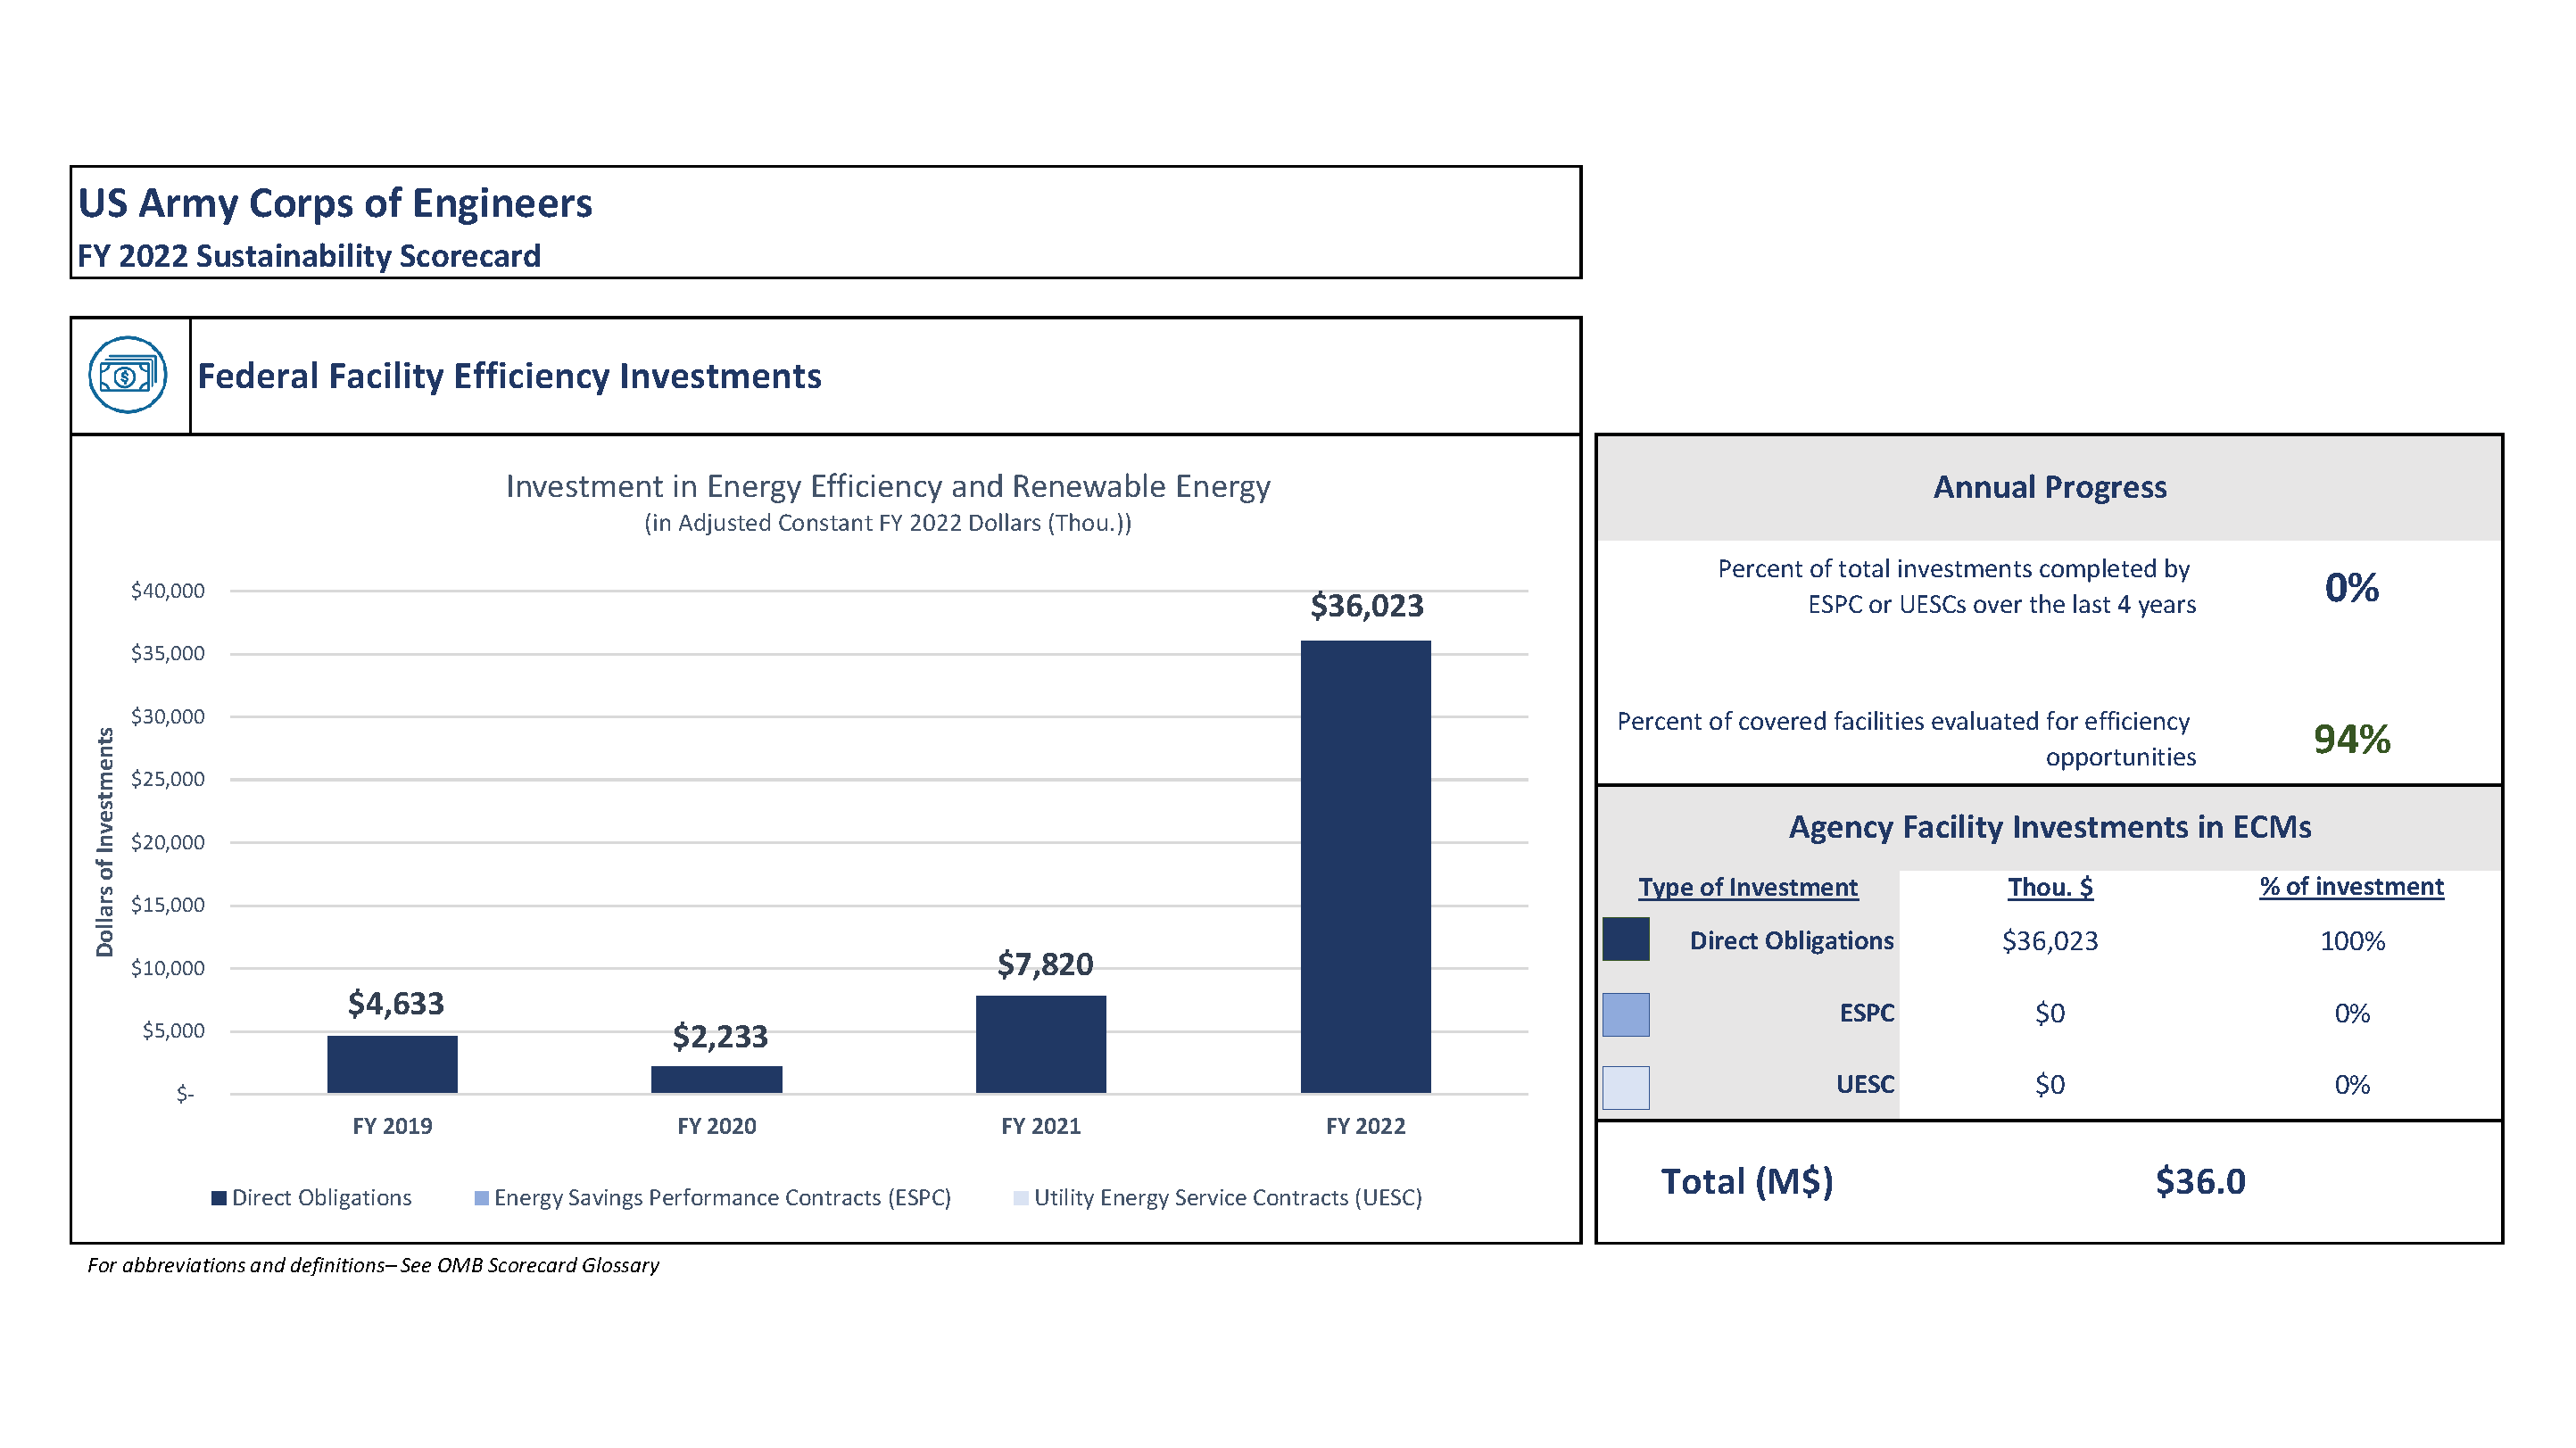 US Army Corps of Engineers
FY 2022 Sustainability Scorecard
$
Federal Facility Efficiency Investments
Investment in Energy Efficiency and Renewable Energy
(in Adjusted Constant FY 2022 Dollars (Thou.))
Dollars of Investments
$40,000
$35,000
$30,000
$25,000
$20,000
$15,000
$10,000
$5,000
$-
$4,633
$2,233
$7,820
$36,023
FY 2019
FY 2020
FY 2021
FY 2022
Direct Obligations
Energy Savings Performance Contracts (ESPC)
Utility Energy Service Contracts (UESC)
Annual Progress
Percent of total investments completed by
ESPC or UESCs over the last 4 years
0%
Percent of covered facilities evaluated for efficiency
opportunities
94%
Agency Facility Investments in ECMs
Type of Investment Thou. $ % of investment
Direct Obligations $36,023 100%
ESPC $0 0%
UESC $0 0%
Total (M$) $36.0
For abbreviations and definitions– See OMB Scorecard Glossary